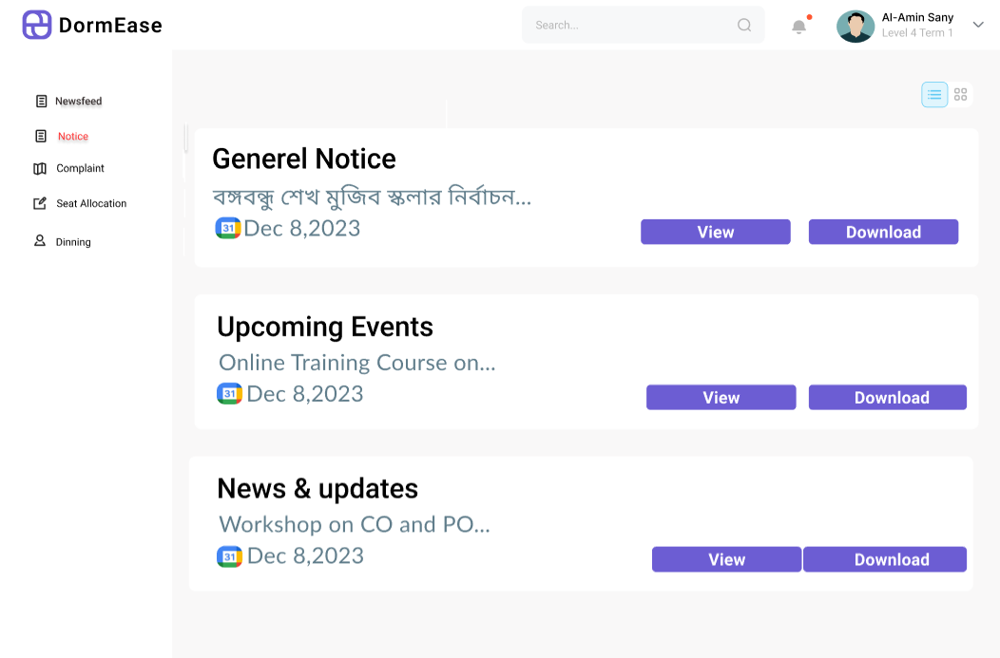 DormEase
Search...
Al-Amin Sany
Level 4 Term 1
Newsfeed
Notice
Complaint
Seat Allocation
Dinning
Generel Notice
বঙ্গবন্ধু শেখ মুজিব স্কলার নির্বাচন...
31 Dec 8,2023
View Download
Upcoming Events
Online Training Course on...
31 Dec 8,2023
View Download
News & updates
Workshop on CO and PO...
31 Dec 8,2023
View Download